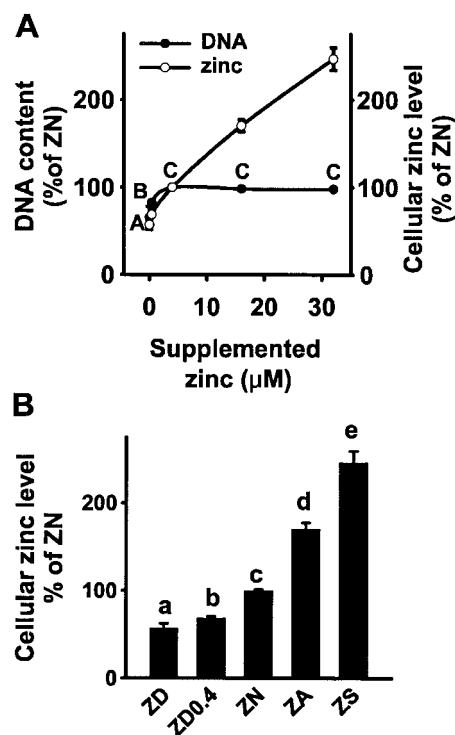 A
DNA
zinc
DNA content
(%of ZN)
200
100
0
B
A
C
C
C
200
100
0
Cellular zinc level
(% of ZN)
0 10 20 30
Supplemented
zinc (µM)
B
Cellular zinc level
% of ZN
200
100
0
a
b
c
d
e
ZD
ZD0.4
ZN
ZA
ZS